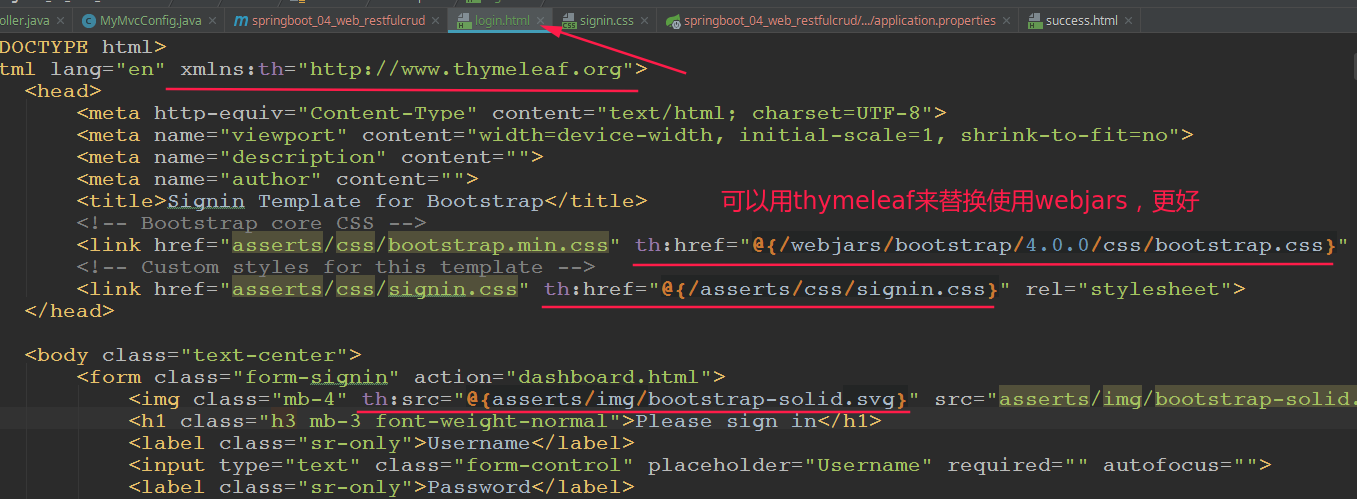 oller.java MyMvcConfig.java springboot_04_web_restfulcrud login.html signin.css springboot_04_web_restfulcrud/.../application.properties success.html
DOCTYPE html>
tml lang="en" xmlns:th="http://www.thymeleaf.org">
<head>
<meta http-equiv="Content-Type" content="text/html; charset=UTF-8">
<meta name="viewport" content="width=device-width, initial-scale=1, shrink-to-fit=no">
<meta name="description" content="">
<meta name="author" content="">
<title>Signin Template for Bootstrap</title>
可以用thymeleaf来替换使用webjars，更好
<!-- Bootstrap core CSS -->
<link href="asserts/css/bootstrap.min.css" th:href="@{/webjars/bootstrap/4.0.0/css/bootstrap.css}"
<!-- Custom styles for this template -->
<link href="asserts/css/signin.css" th:href="@{/asserts/css/signin.css}" rel="stylesheet">
</head>
<body class="text-center">
<form class="form-signin" action="dashboard.html">
<img class="mb-4" th:src="@{asserts/img/bootstrap-solid.svg}" src="asserts/img/bootstrap-solid.
<h1 class="h3 mb-3 font-weight-normal">Please sign in</h1>
<label class="sr-only">Username</label>
<input type="text" class="form-control" placeholder="Username" required="" autofocus="">
<label class="sr-only">Password</label>